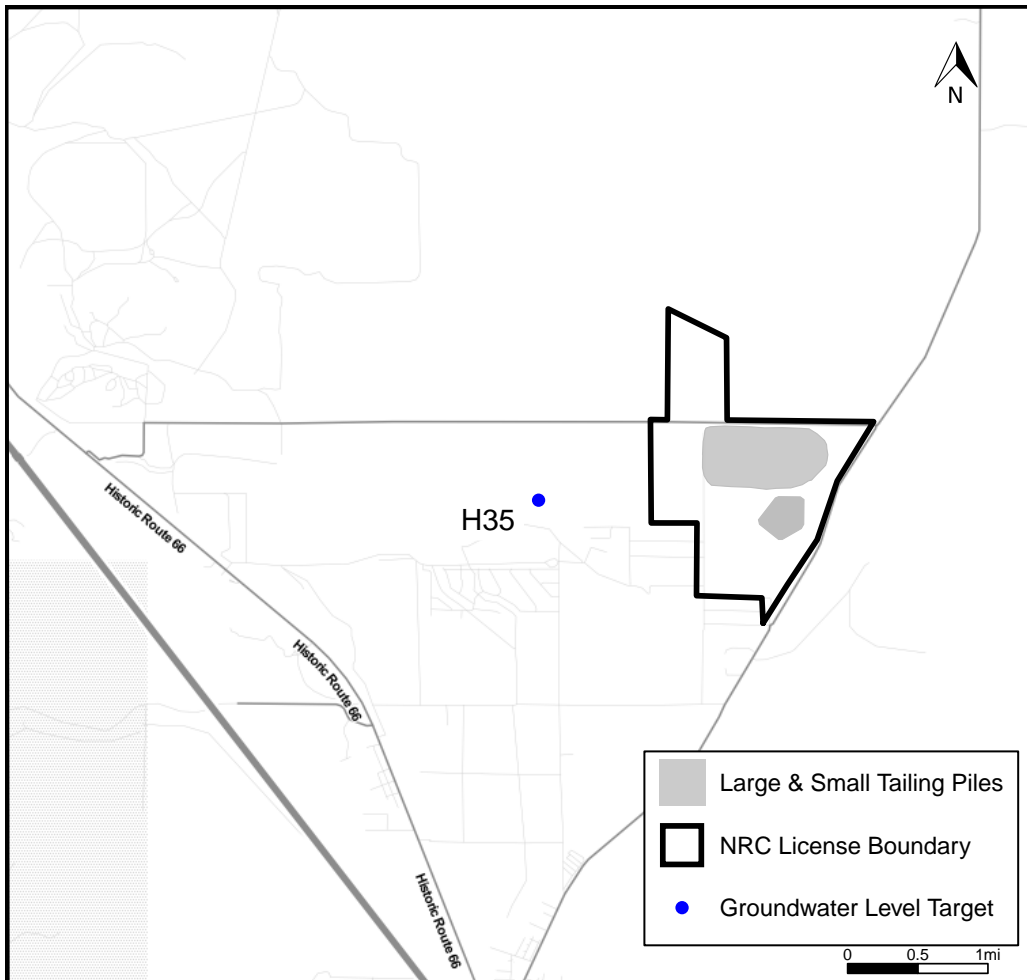 N
H35
Historic Route 66
Historic Route 66
Historic Route 66
Large & Small Tailing Piles
NRC License Boundary
Groundwater Level Target
0 0.5 1mi